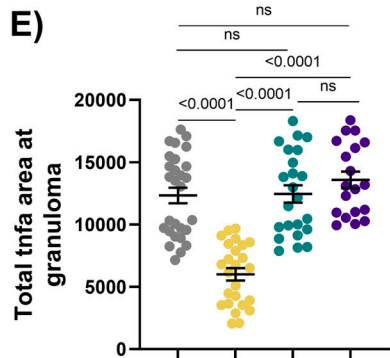 E)
ns
ns
<0.0001
<0.0001
<0.0001
ns
Total tnfa area at
granuloma
20000
15000
10000
5000
0